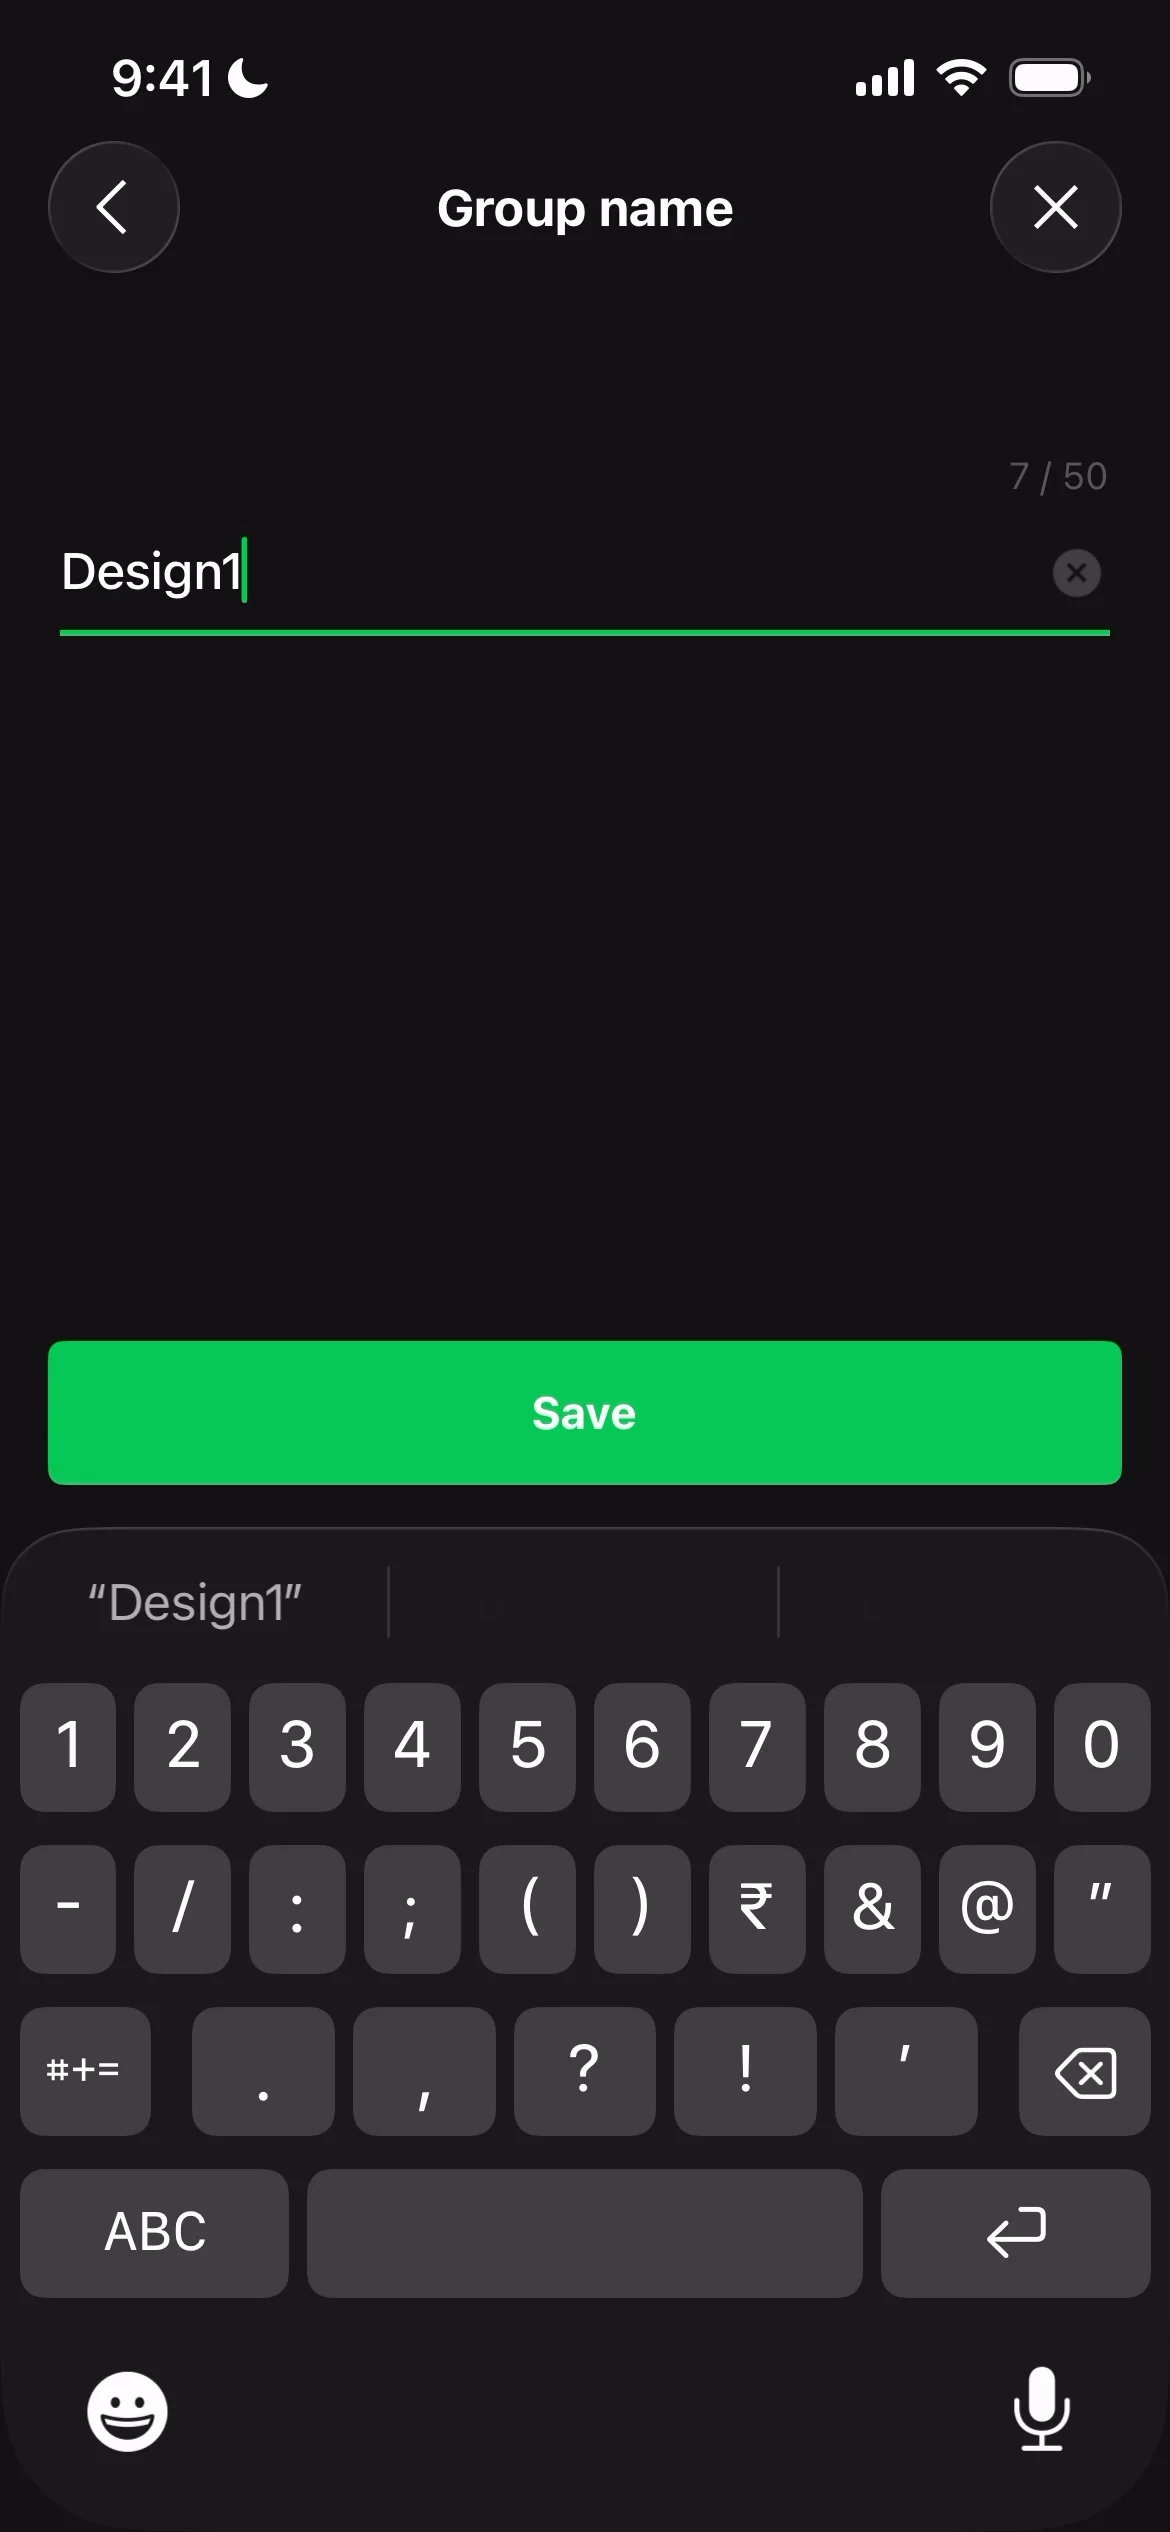 9:41
Group name
7 / 50
Design1
Save
“Design1”
1 2 3 4 5 6 7 8 9 0
- / : ; ( ) ₹ & @ "
#+= . , ? ! '
ABC